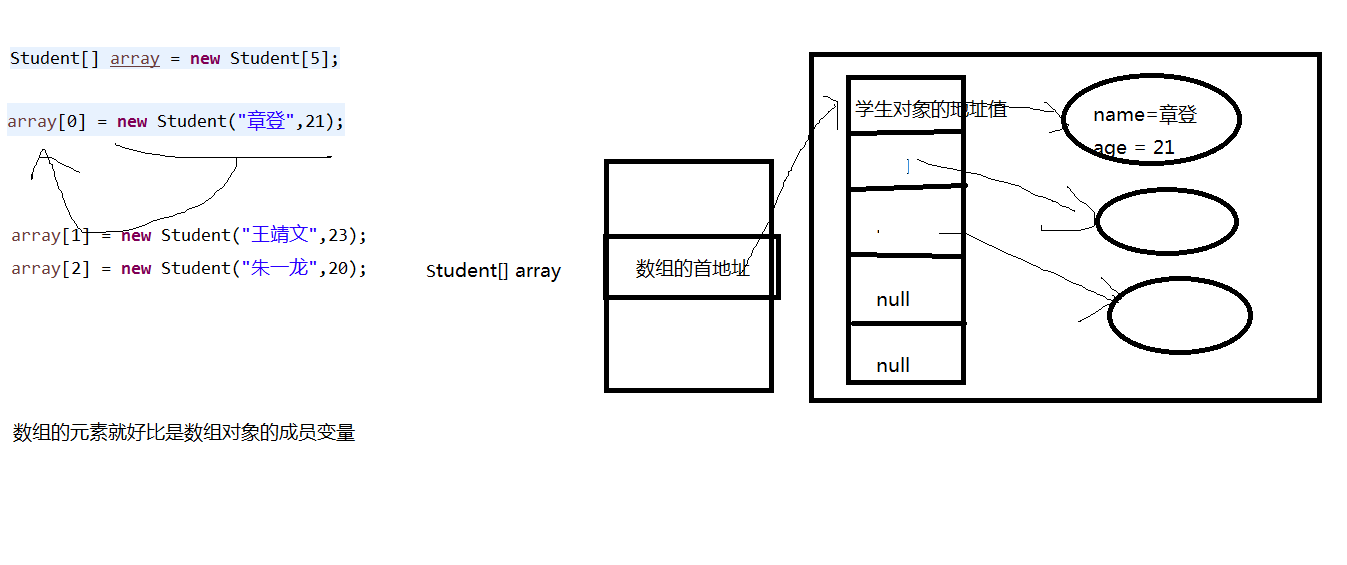 Student[] array = new Student[5];
array[0] = new Student("章登",21);
array[1] = new Student("王靖文",23);
array[2] = new Student("朱一龙",20);
Student[] array
数组的首地址
学生对象的地址值
null
null
name=章登
age = 21
数组的元素就好比是数组对象的成员变量